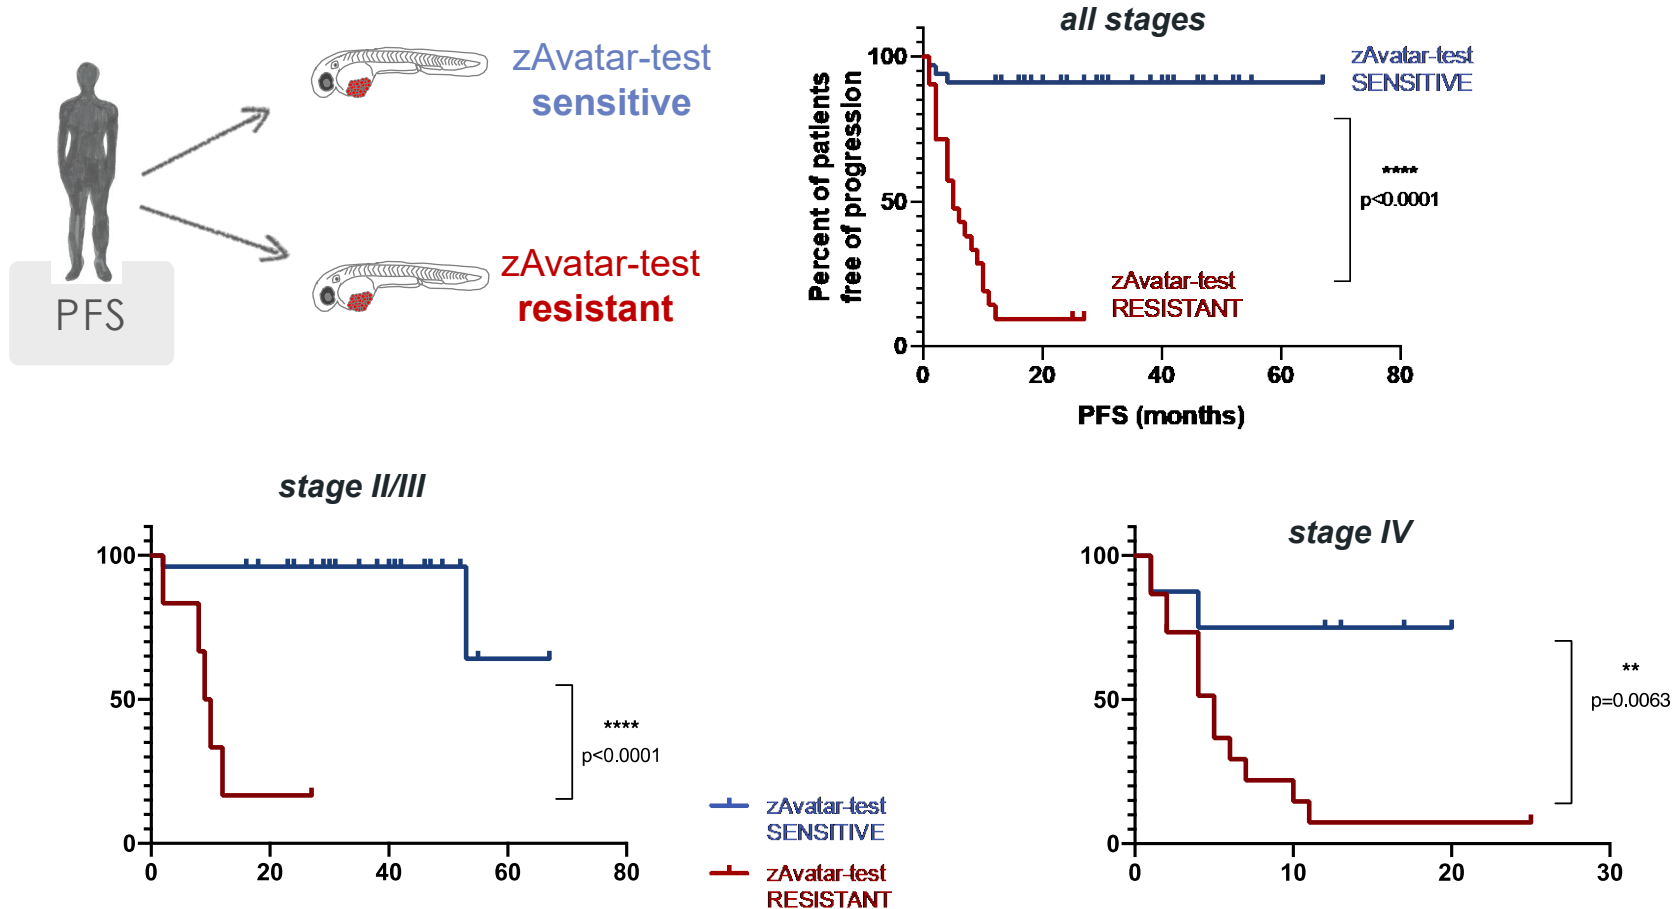 zAvatar-test
sensitive
zAvatar-test
resistant
PFS
all stages
Percent of patients
free of progression
100
50
0
0 20 40 60 80
PFS (months)
zAvatar-test
SENSITIVE
****
p<0.0001
zAvatar-test
RESISTANT
stage II/III
100
50
0
0 20 40 60 80
****
p<0.0001
zAvatar-test
SENSITIVE
zAvatar-test
RESISTANT
stage IV
100
50
0
0 10 20 30
**
p=0.0063